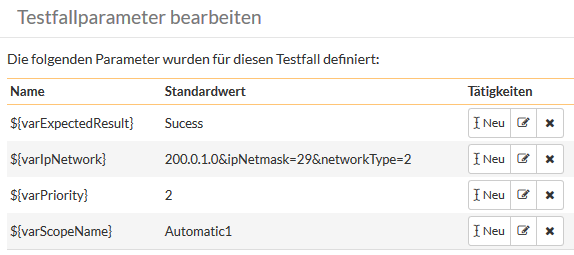 Testfallparameter bearbeiten
Die folgenden Parameter wurden für diesen Testfall definiert:
Name Standardwert Tätigkeiten
${varExpectedResult} Sucess Neu
${varIpNetwork} 200.0.1.0&ipNetmask=29&networkType=2 Neu
${varPriority} 2 Neu
${varScopeName} Automatic1 Neu